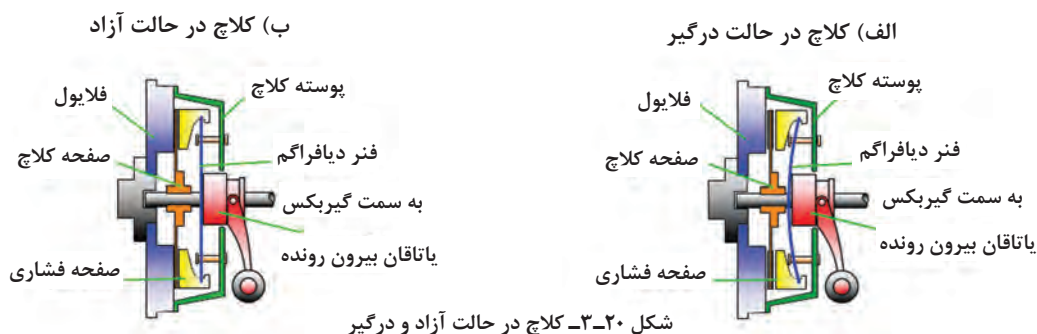 الف) کلاچ در حالت درگیر
پوسته کلاچ
فلایول
فنر دیافراگم
صفحه کلاچ
به سمت گیربکس
یاتاقان بیرون رونده
صفحه فشاری
ب) کلاچ در حالت آزاد
پوسته کلاچ
فلایول
فنر دیافراگم
صفحه کلاچ
به سمت گیربکس
یاتاقان بیرون رونده
صفحه فشاری
شکل ۲۰–۳– کلاچ در حالت آزاد و درگیر